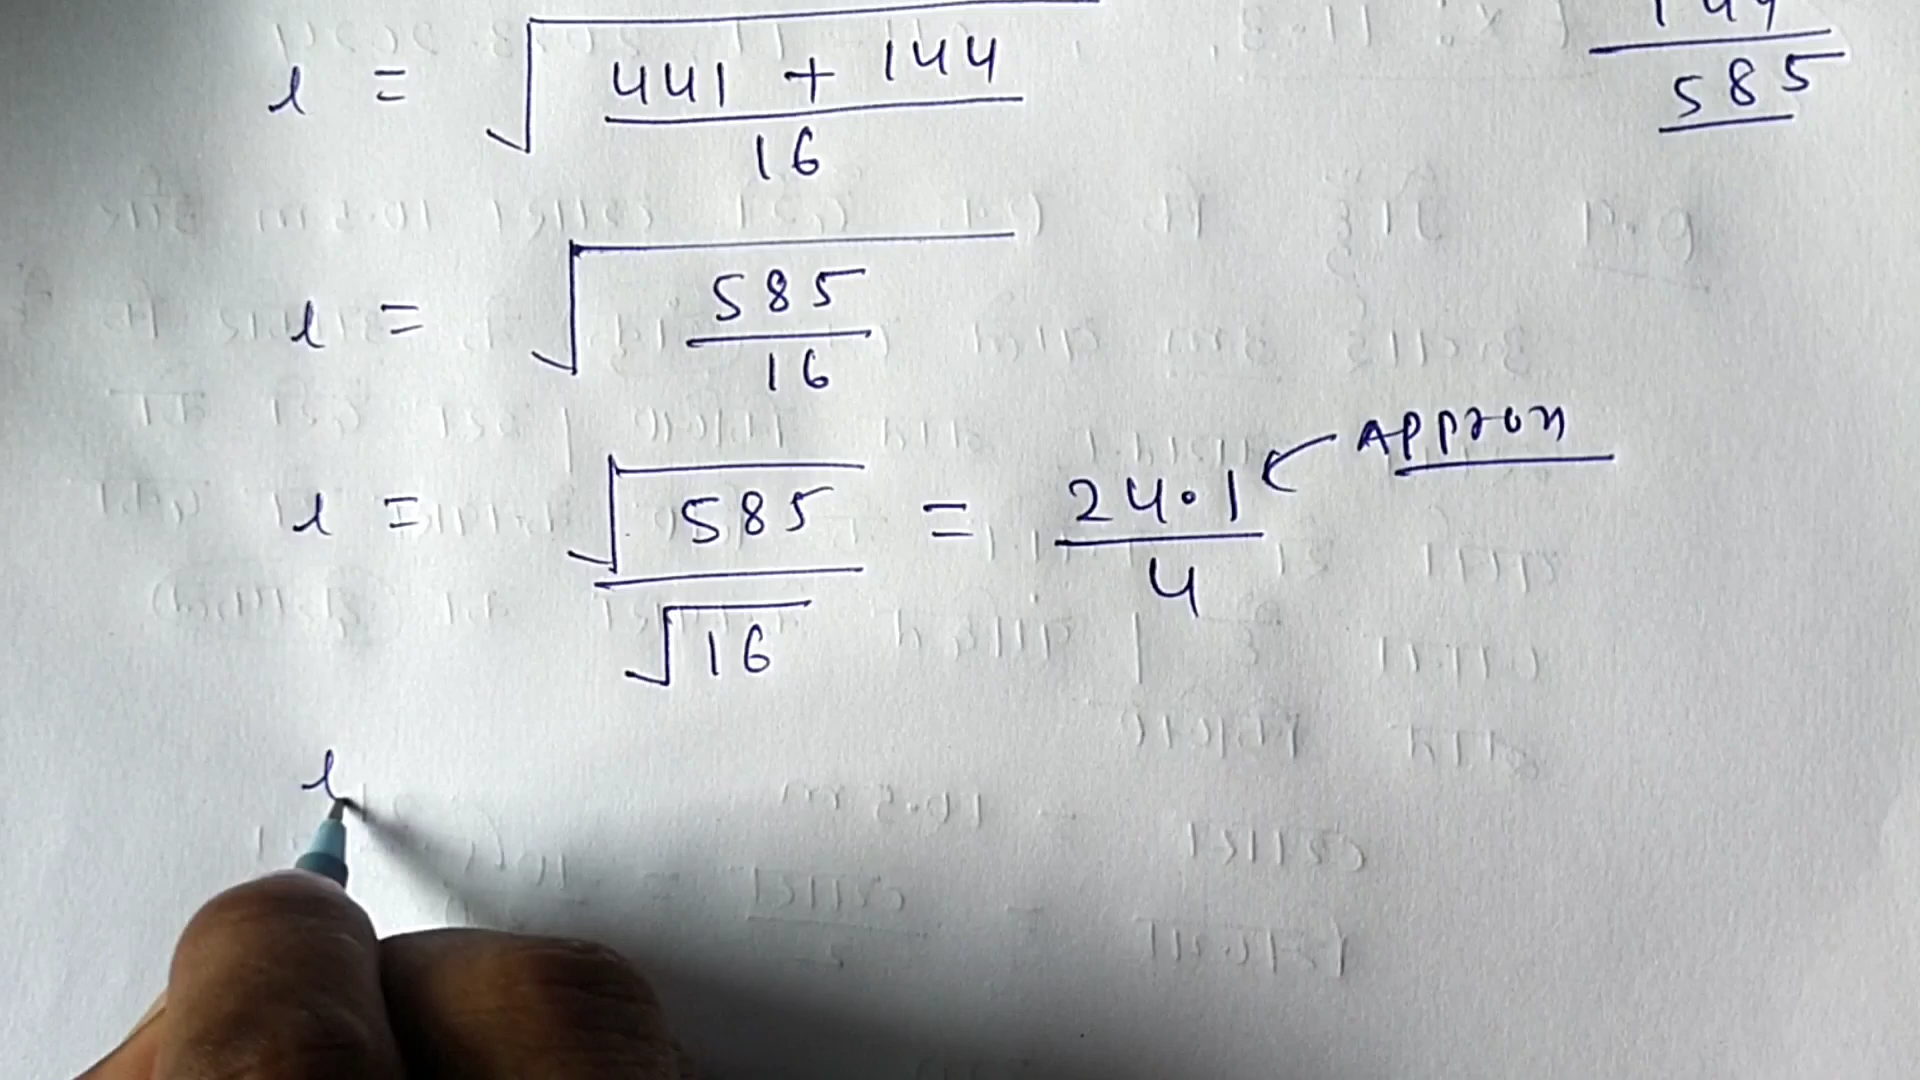 l = √(441 + 144)/16
144
585
l = √585/16
l = √585/√16 = 24.1/4 Approx
l